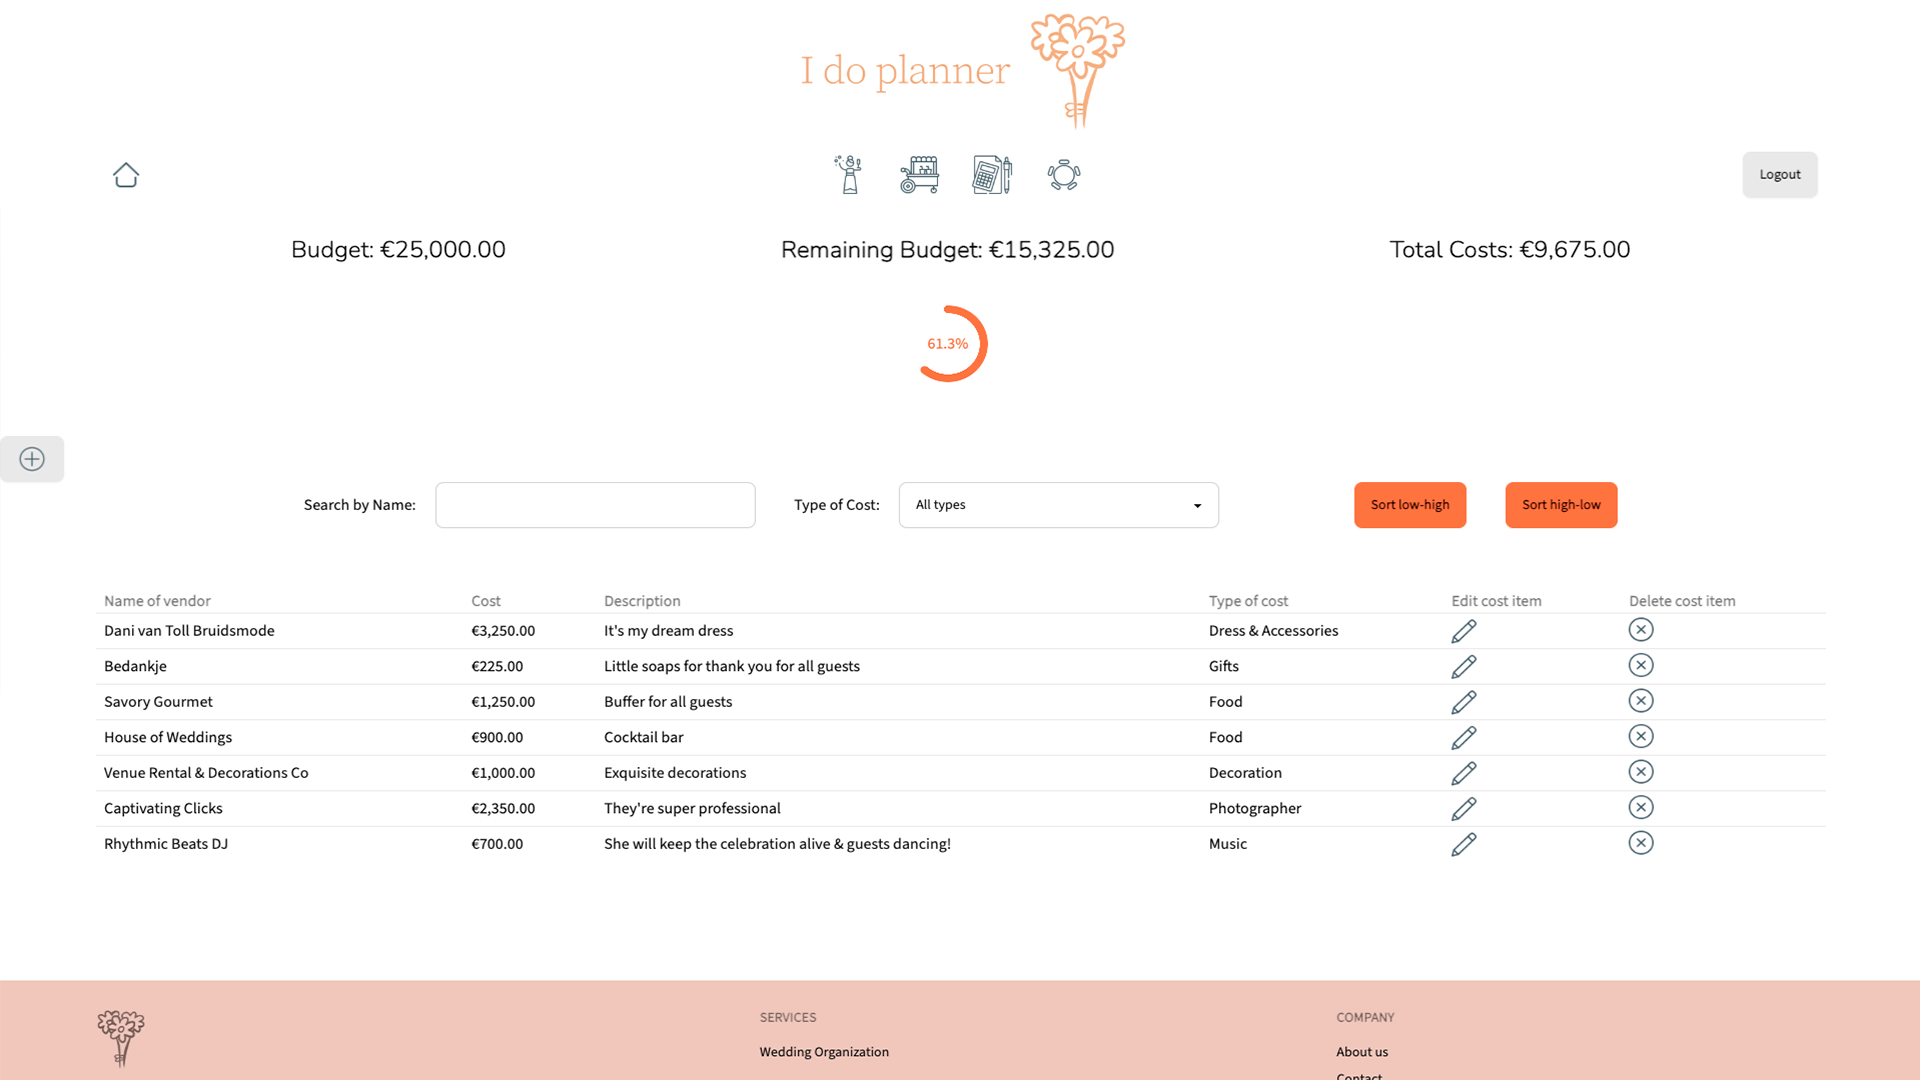 I do planner
Logout
Budget: €25,000.00 Remaining Budget: €15,325.00 Total Costs: €9,675.00
61.3%
Search by Name: Type of Cost: All types Sort low-high Sort high-low
Name of vendor Cost Description Type of cost Edit cost item Delete cost item
Dani van Toll Bruidsmode €3,250.00 It's my dream dress Dress & Accessories
Bedankje €225.00 Little soaps for thank you for all guests Gifts
Savory Gourmet €1,250.00 Buffer for all guests Food
House of Weddings €900.00 Cocktail bar Food
Venue Rental & Decorations Co €1,000.00 Exquisite decorations Decoration
Captivating Clicks €2,350.00 They're super professional Photographer
Rhythmic Beats DJ €700.00 She will keep the celebration alive & guests dancing! Music
SERVICES COMPANY
Wedding Organization About us
Contact